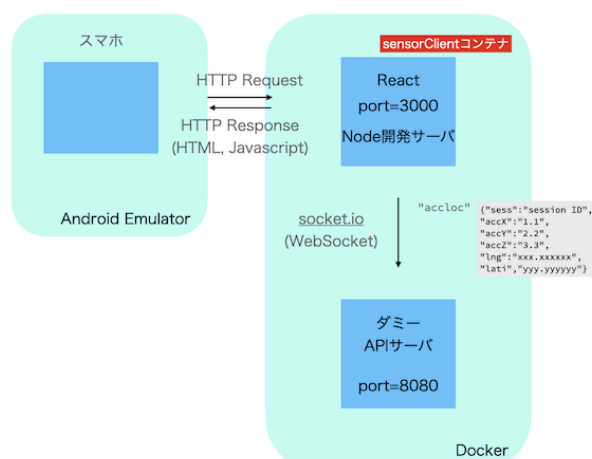 スマホ
Android Emulator
HTTP Request
HTTP Response
(HTML, Javascript)
sensorClientコンテナ
React
port=3000
Node開発サーバ
socket.io
(WebSocket)
"accloc"
{"sess":"session ID",
"accX":"1.1",
"accY":"2.2",
"accZ":"3.3",
"lng":"xxx.xxxxxx",
"lati","yyy.yyyyyy"}
ダミー
APIサーバ
port=8080
Docker